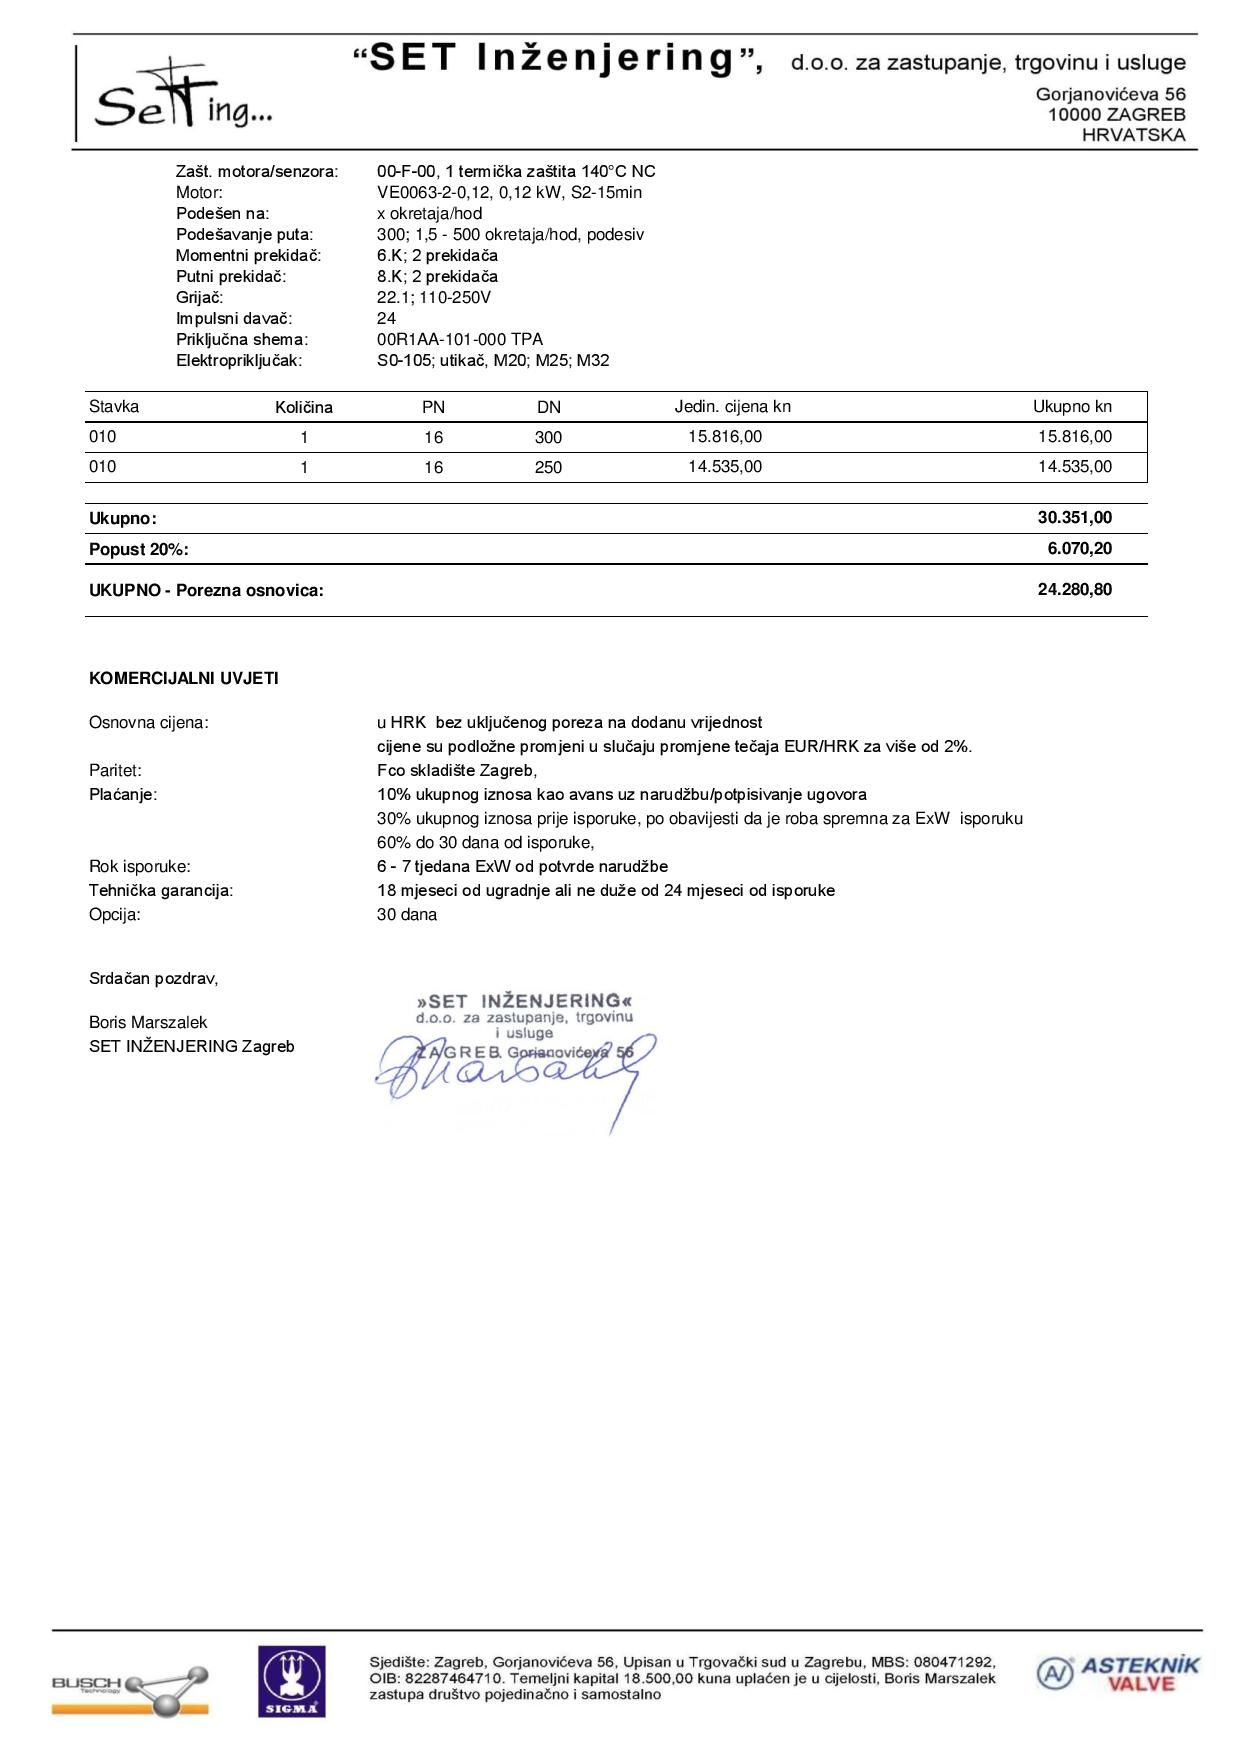 Setting...
“SET Inženjering”, d.o.o. za zastupanje, trgovinu i usluge
Gorjanovićeva 56
10000 ZAGREB
HRVATSKA
Zašt. motora/senzora: 00-F-00, 1 termička zaštita 140°C NC
Motor: VE0063-2-0,12, 0,12 kW, S2-15min
Podešen na: x okretaja/hod
Podešavanje puta: 300; 1,5 - 500 okretaja/hod, podesiv
Momentni prekidač: 6.K; 2 prekidača
Putni prekidač: 8.K; 2 prekidača
Grijač: 22.1; 110-250V
Impulsni davač: 24
Priključna shema: 00R1AA-101-000 TPA
Elektropriključak: S0-105; utikač, M20; M25; M32
Stavka Količina PN DN Jedin. cijena kn Ukupno kn
010 1 16 300 15.816,00 15.816,00
010 1 16 250 14.535,00 14.535,00
Ukupno: 30.351,00
Popust 20%: 6.070,20
UKUPNO - Porezna osnovica: 24.280,80
KOMERCIJALNI UVJETI
Osnovna cijena: u HRK bez uključenog poreza na dodanu vrijednost
cijene su podložne promjeni u slučaju promjene tečaja EUR/HRK za više od 2%.
Paritet: Fco skladište Zagreb,
Plaćanje: 10% ukupnog iznosa kao avans uz narudžbu/potpisivanje ugovora
30% ukupnog iznosa prije isporuke, po obavijesti da je roba spremna za ExW isporuku
60% do 30 dana od isporuke,
Rok isporuke: 6 - 7 tjedana ExW od potvrde narudžbe
Tehnička garancija: 18 mjeseci od ugradnje ali ne duže od 24 mjeseci od isporuke
Opcija: 30 dana
Srdačan pozdrav,
Boris Marszalek
SET INŽENJERING Zagreb
»SET INŽENJERING«
d.o.o. za zastupanje, trgovinu
i usluge
ZAGREB. Gorjanovićeva 56
BUSCH
Technology
SIGMA
Sjedište: Zagreb, Gorjanovićeva 56, Upisan u Trgovački sud u Zagrebu, MBS: 080471292,
OIB: 82287464710. Temeljni kapital 18.500,00 kuna uplaćen je u cijelosti, Boris Marszalek
zastupa društvo pojedinačno i samostalno
AV ASTEKNİK
VALVE